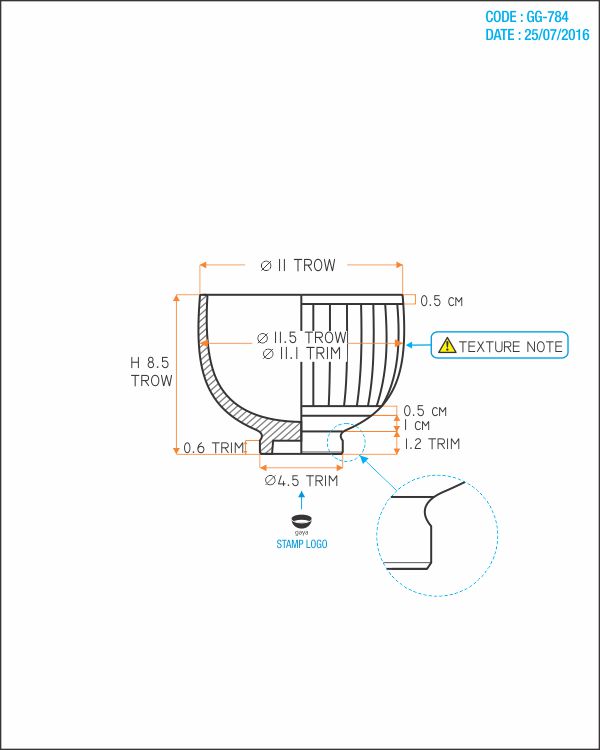 CODE : GG-784
DATE : 25/07/2016
Ø 11 TROW
0.5 CM
Ø 11.5 TROW
Ø 11.1 TRIM
TEXTURE NOTE
H 8.5
TROW
0.5 CM
1 CM
1.2 TRIM
0.6 TRIM
Ø4.5 TRIM
gaya
STAMP LOGO